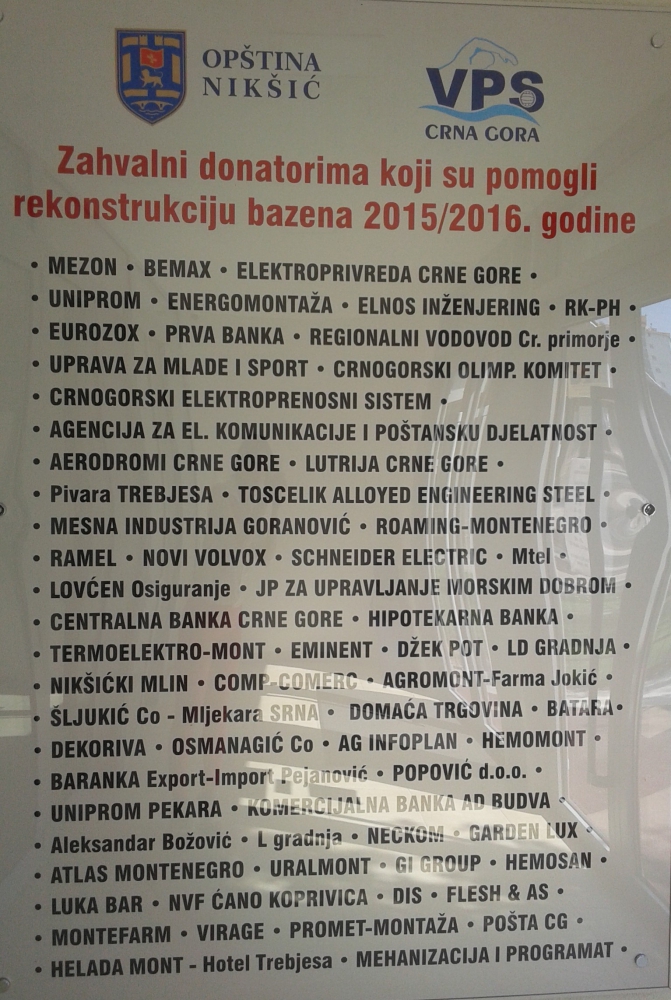 OPŠTINA
NIKŠIĆ
VPS
CRNA GORA
Zahvalni donatorima koji su pomogli
rekonstrukciju bazena 2015/2016. godine
• MEZON • BEMAX • ELEKTROPRIVREDA CRNE GORE •
• UNIPROM • ENERGOMONTAŽA • ELNOS INŽENJERING • RK-PH •
• EUROZOX • PRVA BANKA • REGIONALNI VODOVOD Cr. primorje •
• UPRAVA ZA MLADE I SPORT • CRNOGORSKI OLIMP. KOMITET •
• CRNOGORSKI ELEKTROPRENOSNI SISTEM •
• AGENCIJA ZA EL. KOMUNIKACIJE I POŠTANSKU DJELATNOST •
• AERODROMI CRNE GORE • LUTRIJA CRNE GORE •
• Pivara TREBJESA • TOSCELIK ALLOYED ENGINEERING STEEL •
• MESNA INDUSTRIJA GORANOVIĆ • ROAMING-MONTENEGRO •
• RAMEL • NOVI VOLVOX • SCHNEIDER ELECTRIC • Mtel •
• LOVĆEN Osiguranje • JP ZA UPRAVLJANJE MORSKIM DOBROM •
• CENTRALNA BANKA CRNE GORE • HIPOTEKARNA BANKA •
• TERMOELEKTRO-MONT • EMINENT • DŽEK POT • LD GRADNJA •
• NIKŠIĆKI MLIN • COMP-COMERC • AGROMONT-Farma Jokić •
• ŠLJUKIĆ Co - Mljekara SRNA • DOMAĆA TRGOVINA • BATARA •
• DEKORIVA • OSMANAGIĆ Co • AG INFOPLAN • HEMOMONT •
• BARANKA Export-Import Pejanović • POPOVIĆ d.o.o. •
• UNIPROM PEKARA • KOMERCIJALNA BANKA AD BUDVA •
• Aleksandar Božović • L gradnja • NECKOM • GARDEN LUX •
• ATLAS MONTENEGRO • URALMONT • GI GROUP • HEMOSAN •
• LUKA BAR • NVF ĆANO KOPRIVICA • DIS • FLESH & AS •
• MONTEFARM • VIRAGE • PROMET-MONTAŽA • POŠTA CG •
• HELADA MONT - Hotel Trebjesa • MEHANIZACIJA I PROGRAMAT •